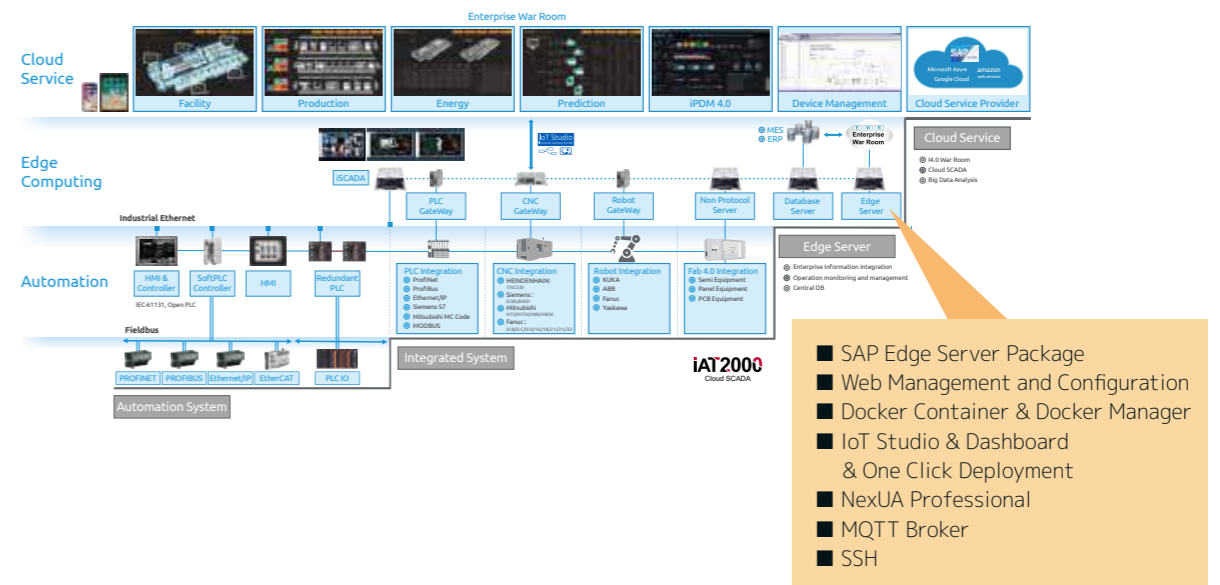 Enterprise War Room
Cloud
Service
Facility
Production
Energy
Prediction
iPDM 4.0
Device Management
SAP
Microsoft Azure
amazon
web services
Google Cloud
Cloud Service Provider
Edge
Computing
iSCADA
IoT Studio
MES
ERP
E W R
Enterprise
War Room
Cloud Service
I4.0 War Room
Cloud SCADA
Big Data Analysis
PLC
GateWay
CNC
GateWay
Robot
GateWay
Non Protocol
Server
Database
Server
Edge
Server
Industrial Ethernet
Automation
HMI &
Controller
SoftPLC
Controller
HMI
Redundant
PLC
IEC-61131, Open PLC
PLC Integration
ProfiNet
ProfiBus
Ethernet/IP
Siemens S7
Mitsubishi MC Code
MODBUS
CNC Integration
HEINDENHAIN:
Siemens :
Mitsubishi
Fanuc :
Robot Integration
KUKA
ABB
Fanuc
Yaskawa
Fab 4.0 Integration
Semi Equipment
Panel Equipment
PCB Equipment
Edge Server
Enterprise Information integration
Operation monitoring and management
Central DB
Fieldbus
PROFINET
PROFIBUS
Ethernet/IP
EtherCAT
PLC IO
Automation System
Integrated System
iAT2000
Cloud SCADA
■ SAP Edge Server Package
■ Web Management and Configuration
■ Docker Container & Docker Manager
■ IoT Studio & Dashboard
& One Click Deployment
■ NexUA Professional
■ MQTT Broker
■ SSH